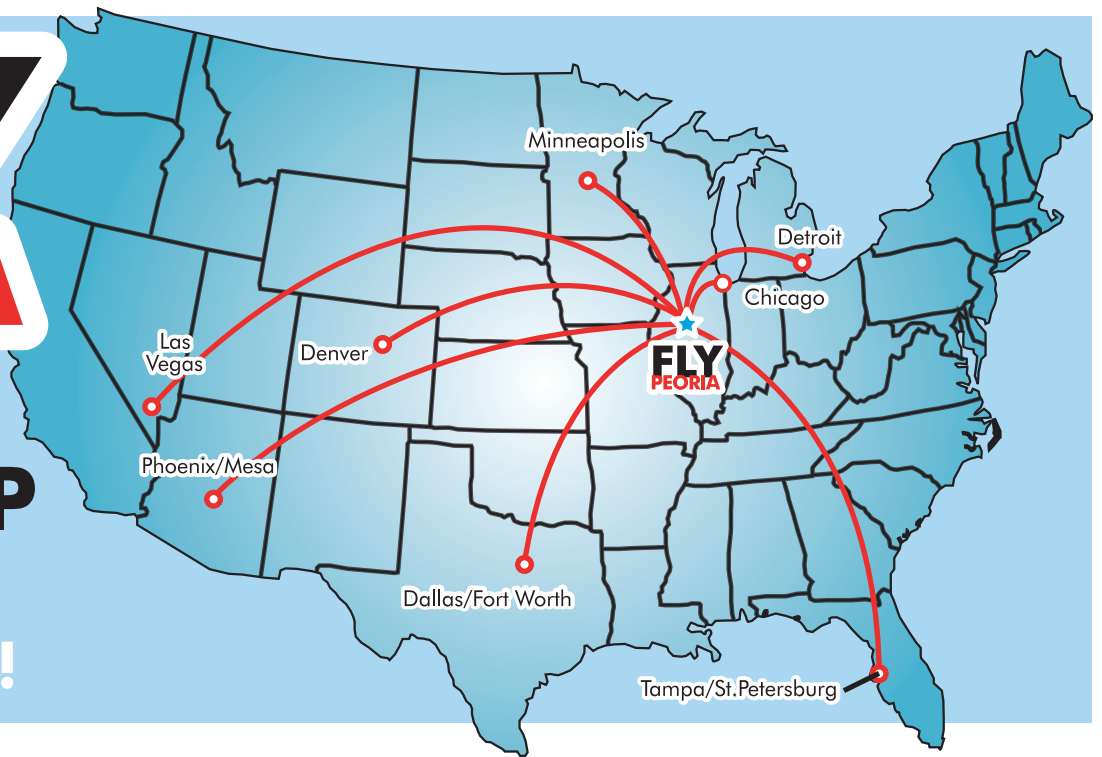 Minneapolis
Detroit
Chicago
Las
Vegas
Denver
FLY
PEORIA
Phoenix/Mesa
P
Dallas/Fort Worth
!
Tampa/St.Petersburg